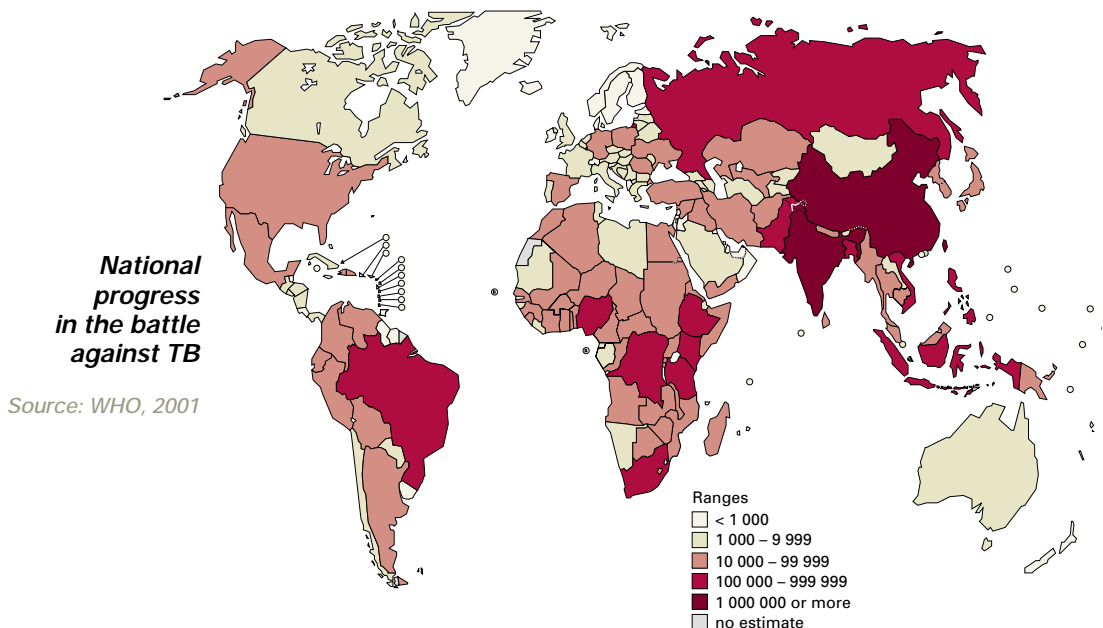 National
progress
in the battle
against TB
Source: WHO, 2001
Ranges
< 1 000
1 000 – 9 999
10 000 – 99 999
100 000 – 999 999
1 000 000 or more
no estimate